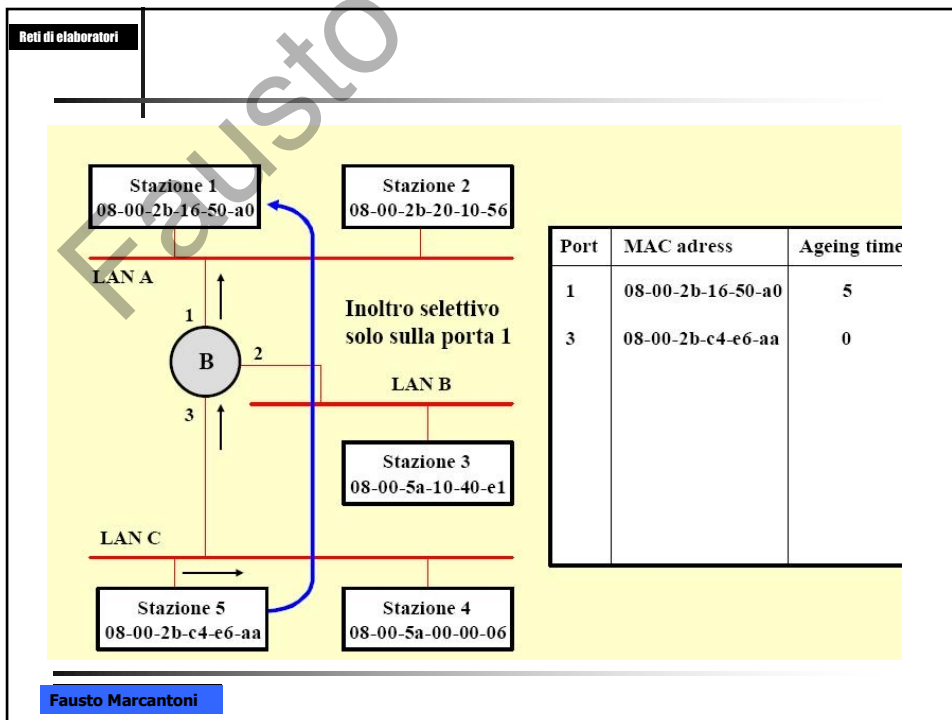 Reti di elaboratori
Fausto
Stazione 1
08-00-2b-16-50-a0
Stazione 2
08-00-2b-20-10-56
LAN A
1
Inoltro selettivo
solo sulla porta 1
B
2
LAN B
3
Stazione 3
08-00-5a-10-40-e1
LAN C
Stazione 5
08-00-2b-c4-e6-aa
Stazione 4
08-00-5a-00-00-06
Port MAC adress Ageing time
1 08-00-2b-16-50-a0 5
3 08-00-2b-c4-e6-aa 0
Fausto Marcantoni